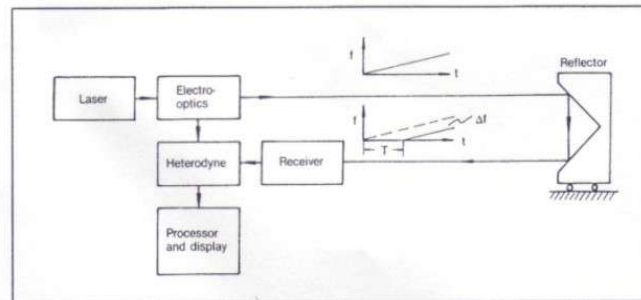 Reflector
f
t
Laser
Electro-
optics
f
Δf
T
t
Heterodyne
Receiver
Processor
and display